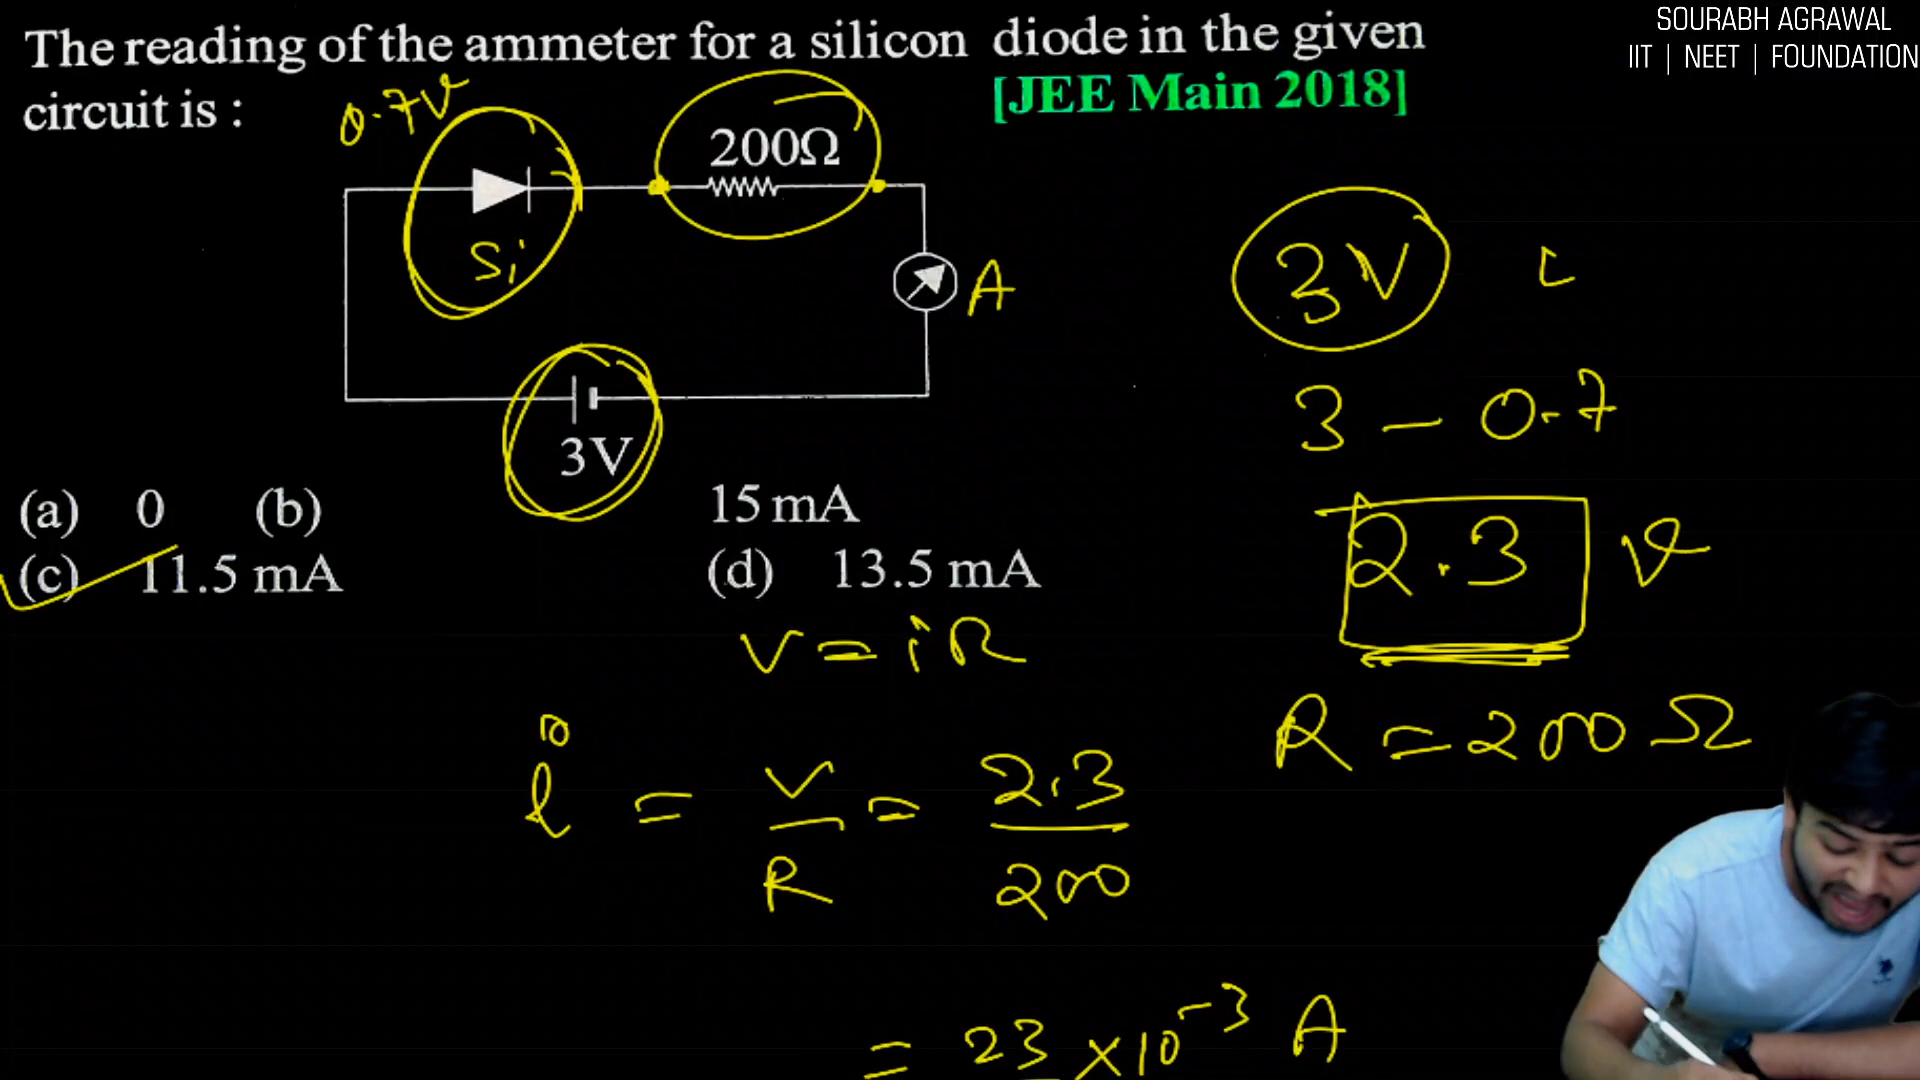 SOURABH AGRAWAL
IIT | NEET | FOUNDATION
The reading of the ammeter for a silicon diode in the given
circuit is :
[JEE Main 2018]
0.7V
200Ω
Si
A
3V
(a) 0 (b) 15 mA
(c) 11.5 mA (d) 13.5 mA
3V
3 - 0.7
2.3 V
R = 200 Ω
V = iR
i = V/R = 2.3/200
= 23 × 10⁻³ A